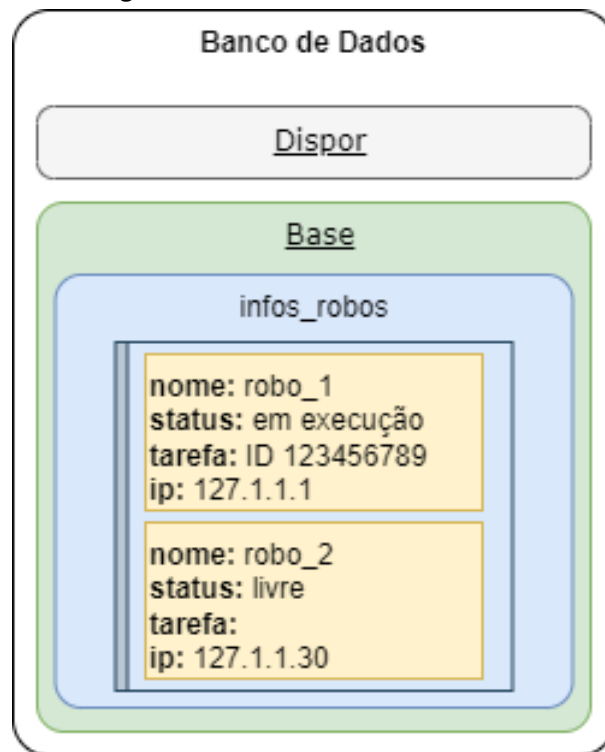 Banco de Dados
Dispor
Base
infos_robos
nome: robo_1
status: em execução
tarefa: ID 123456789
ip: 127.1.1.1
nome: robo_2
status: livre
tarefa:
ip: 127.1.1.30